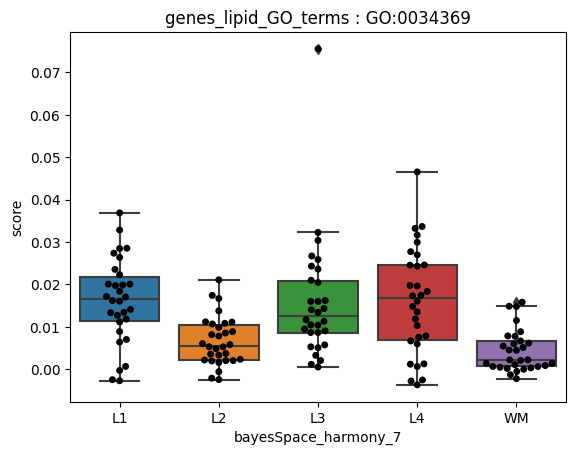 genes_lipid_GO_terms : GO:0034369
score
0.07
0.06
0.05
0.04
0.03
0.02
0.01
0.00
L1 L2 L3 L4 WM
bayesSpace_harmony_7